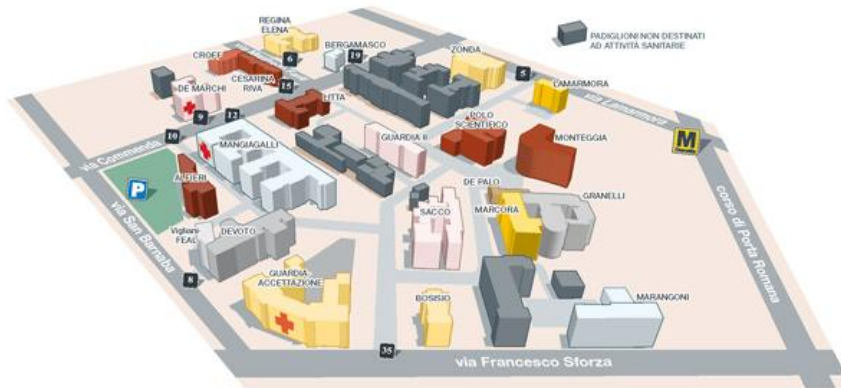 REGINA
ELENA
BERGAMASCO
19
6
CROFF
CESARINA
RIVA
15
ZONDA
5
PADIGLIONI NON DESTINATI
AD ATTIVITÀ SANITARIE
DE MARCHI
9
12
10
LITTA
LAMARMORA
via Lamarmora
via Commenda
MANGIAGALLI
GUARDIA II
POLO
SCIENTIFICO
MONTEGGIA
M
P
ALFIERI
via San Barnaba
Vigliani
FEAL
DEVOTO
8
SACCO
DE PALO
MARCORA
GRANELLI
corso di Porta Romana
GUARDIA
ACCETTAZIONE
BOSISIO
MARANGONI
35
via Francesco Sforza